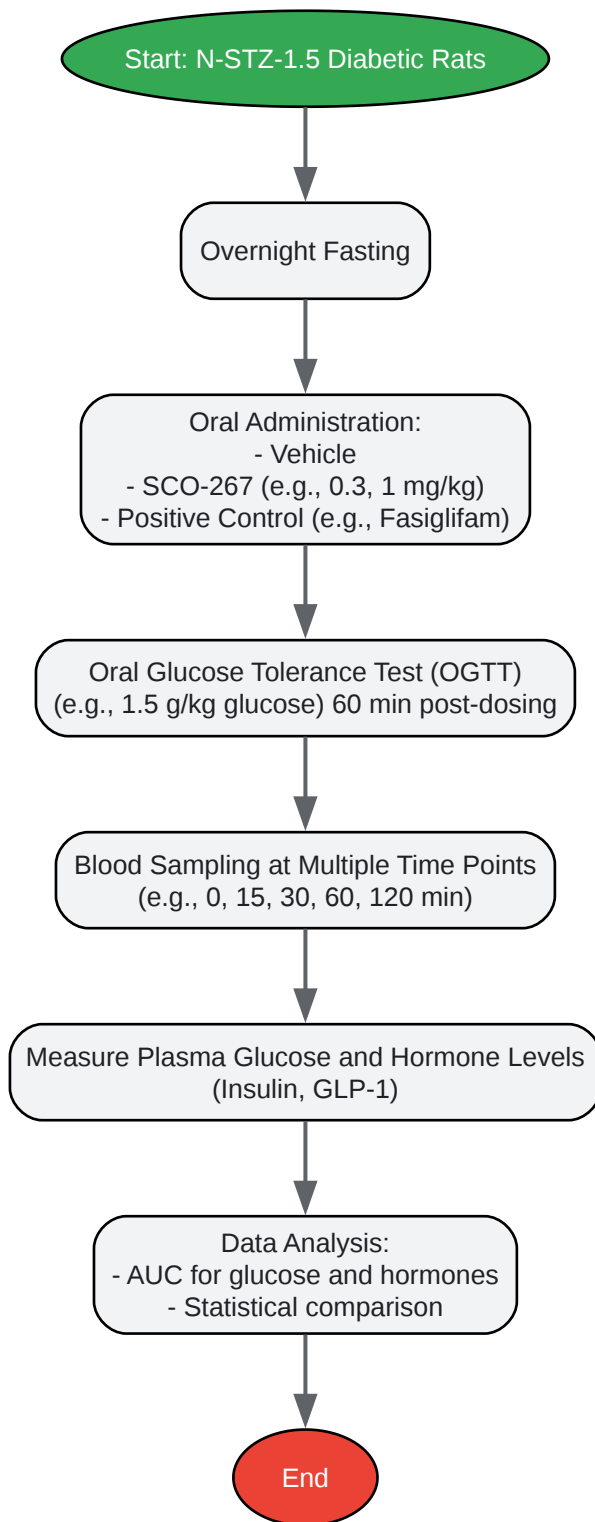 Start: N-STZ-1.5 Diabetic Rats
Overnight Fasting
Oral Administration:
- Vehicle
- SCO-267 (e.g., 0.3, 1 mg/kg)
- Positive Control (e.g., Fasiglifam)
Oral Glucose Tolerance Test (OGTT)
(e.g., 1.5 g/kg glucose) 60 min post-dosing
Blood Sampling at Multiple Time Points
(e.g., 0, 15, 30, 60, 120 min)
Measure Plasma Glucose and Hormone Levels
(Insulin, GLP-1)
Data Analysis:
- AUC for glucose and hormones
- Statistical comparison
End